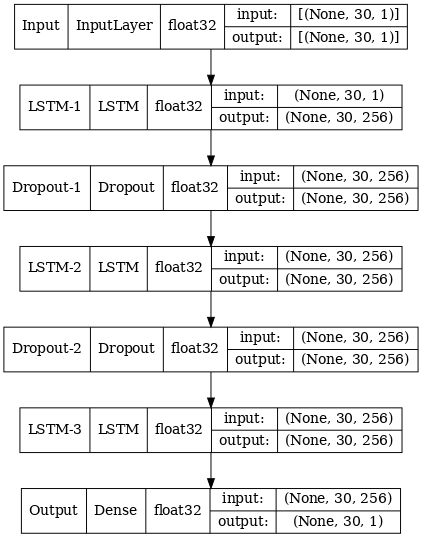 Input InputLayer float32 input: [(None, 30, 1)]
output: [(None, 30, 1)]
LSTM-1 LSTM float32 input: (None, 30, 1)
output: (None, 30, 256)
Dropout-1 Dropout float32 input: (None, 30, 256)
output: (None, 30, 256)
LSTM-2 LSTM float32 input: (None, 30, 256)
output: (None, 30, 256)
Dropout-2 Dropout float32 input: (None, 30, 256)
output: (None, 30, 256)
LSTM-3 LSTM float32 input: (None, 30, 256)
output: (None, 30, 256)
Output Dense float32 input: (None, 30, 256)
output: (None, 30, 1)